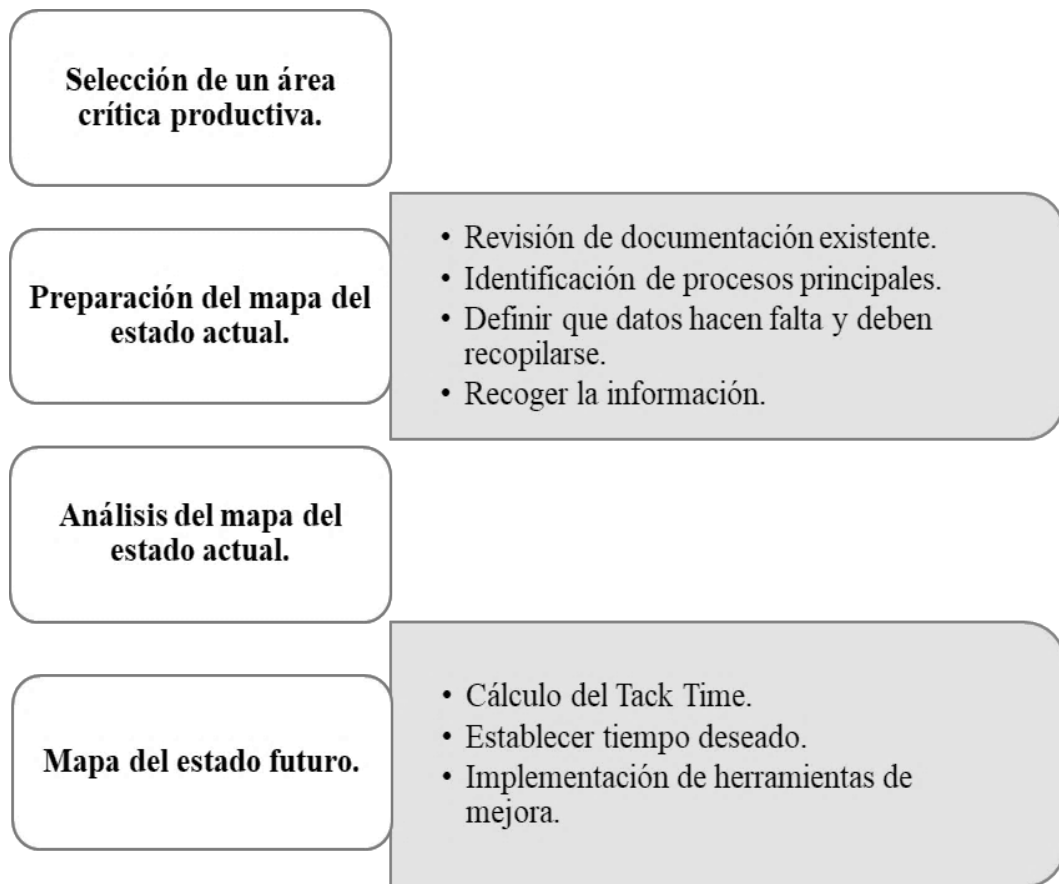 Selección de un área
crítica productiva.
Preparación del mapa del
estado actual.
• Revisión de documentación existente.
• Identificación de procesos principales.
• Definir que datos hacen falta y deben
recopilarse.
• Recoger la información.
Análisis del mapa del
estado actual.
Mapa del estado futuro.
• Cálculo del Tack Time.
• Establecer tiempo deseado.
• Implementación de herramientas de
mejora.